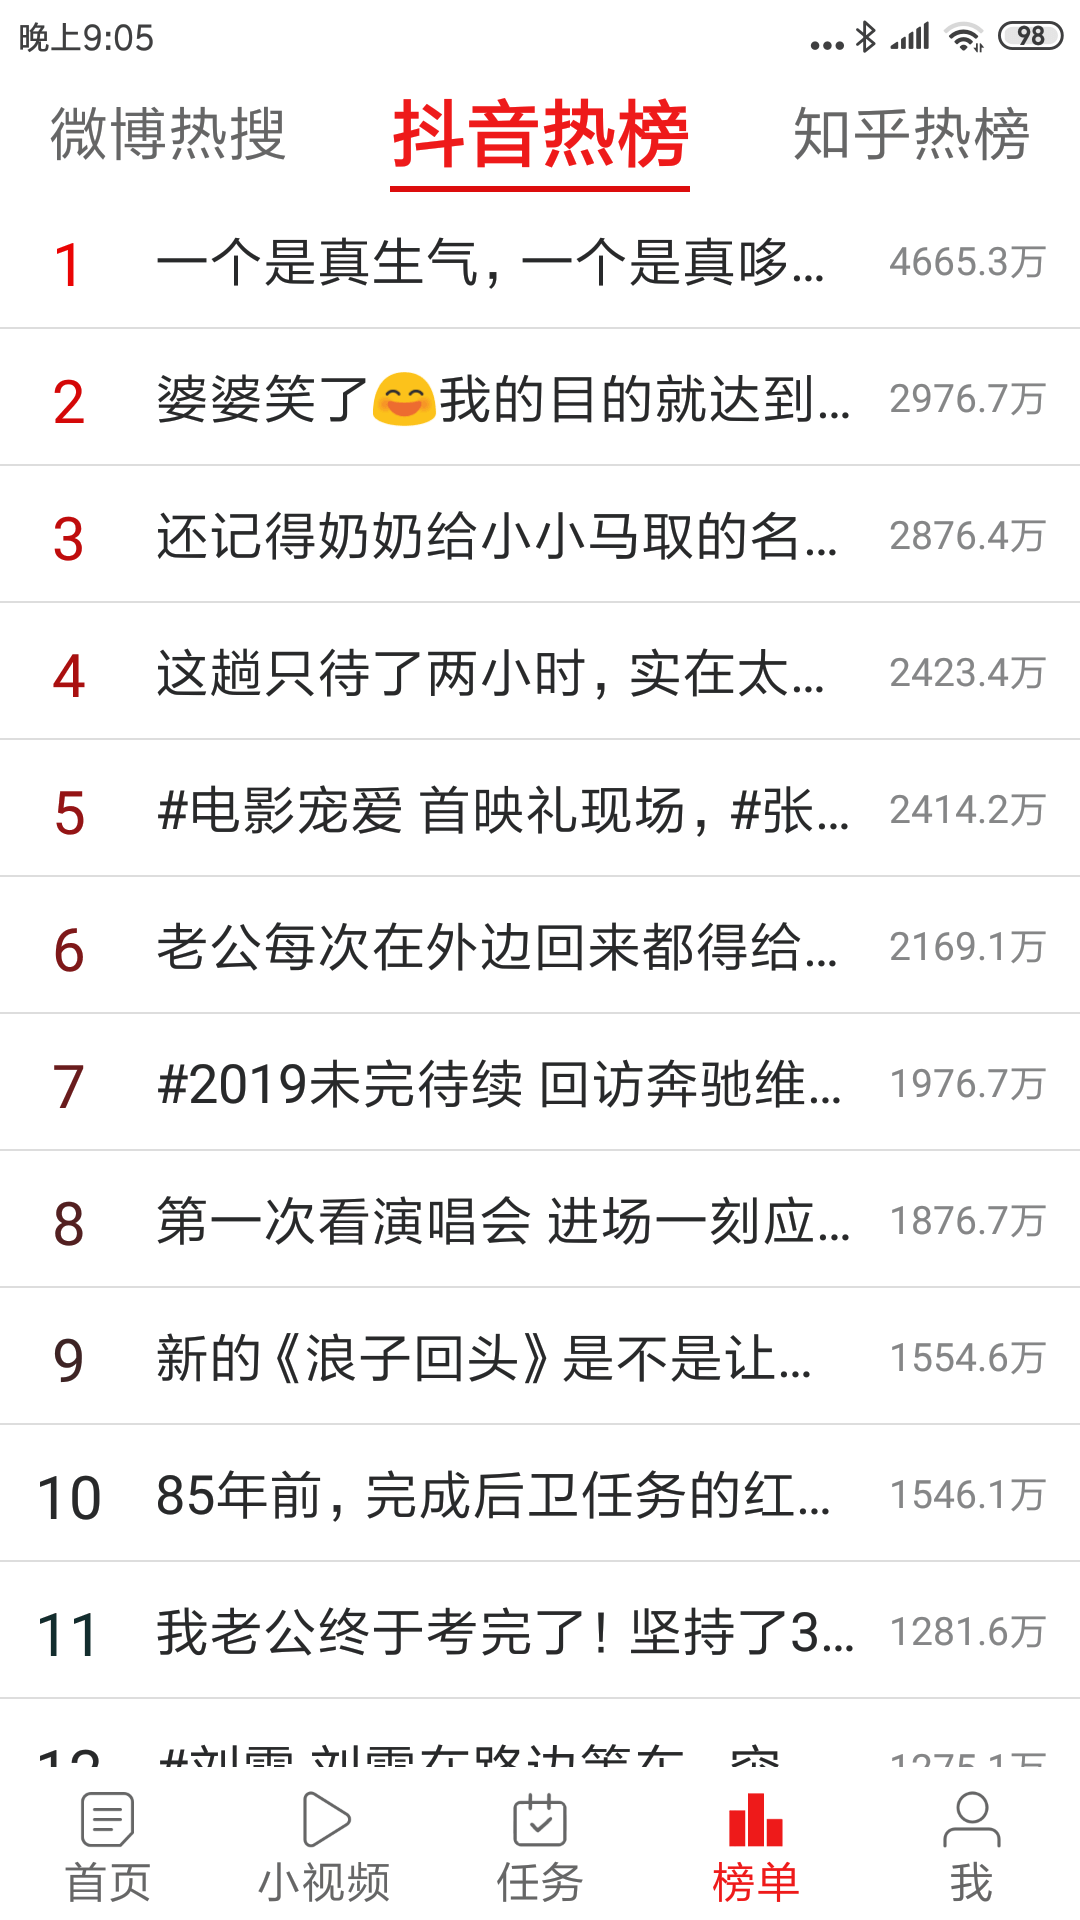 晚上9:05
98
微博热搜 抖音热榜 知乎热榜
1 一个是真生气，一个是真哆... 4665.3万
2 婆婆笑了😄我的目的就达到... 2976.7万
3 还记得奶奶给小小马取的名... 2876.4万
4 这趟只待了两小时，实在太... 2423.4万
5 #电影宠爱 首映礼现场，#张... 2414.2万
6 老公每次在外边回来都得给... 2169.1万
7 #2019未完待续 回访奔驰维... 1976.7万
8 第一次看演唱会 进场一刻应... 1876.7万
9 新的《浪子回头》是不是让... 1554.6万
10 85年前，完成后卫任务的红... 1546.1万
11 我老公终于考完了！坚持了3... 1281.6万
12 1275.1万
首页 小视频 任务 榜单 我